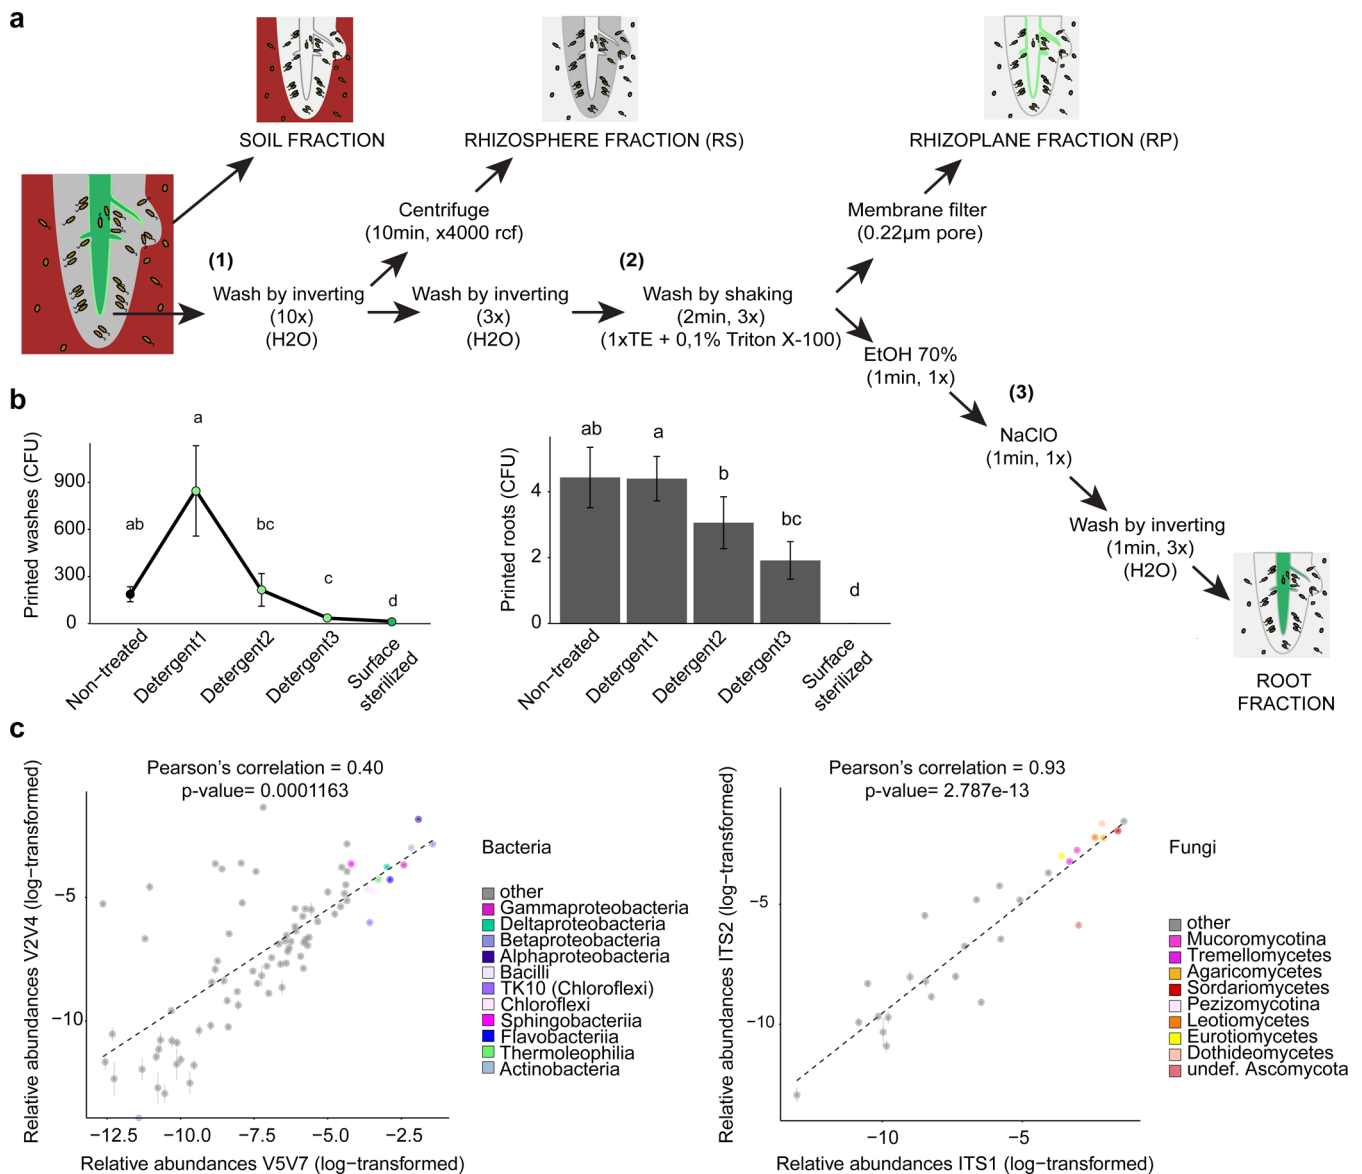 a
SOIL FRACTION
RHIZOSPHERE FRACTION (RS)
RHIZOPLANE FRACTION (RP)
Centrifuge
(10min, x4000 rcf)
Membrane filter
(0.22µm pore)
(1)
(2)
Wash by inverting
(10x)
(H2O)
Wash by inverting
(3x)
(H2O)
Wash by shaking
(2min, 3x)
(1xTE + 0,1% Triton X-100)
EtOH 70%
(1min, 1x)
(3)
NaClO
(1min, 1x)
Wash by inverting
(1min, 3x)
(H2O)
ROOT
FRACTION
b
Printed washes (CFU)
900
600
300
0
ab
a
bc
c
d
Non−treated
Detergent1
Detergent2
Detergent3
Surface
sterilized
Printed roots (CFU)
4
2
0
ab
a
b
bc
d
Non−treated
Detergent1
Detergent2
Detergent3
Surface
sterilized
c
Pearson's correlation = 0.40
p-value= 0.0001163
Relative abundances V2V4 (log−transformed)
−5
−10
−12.5
−10.0
−7.5
−5.0
−2.5
Relative abundances V5V7 (log−transformed)
Bacteria
other
Gammaproteobacteria
Deltaproteobacteria
Betaproteobacteria
Alphaproteobacteria
Bacilli
TK10 (Chloroflexi)
Chloroflexi
Sphingobacteriia
Flavobacteriia
Thermoleophilia
Actinobacteria
Pearson's correlation = 0.93
p-value= 2.787e-13
Relative abundances ITS2 (log−transformed)
−5
−10
−10
−5
Relative abundances ITS1 (log−transformed)
Fungi
other
Mucoromycotina
Tremellomycetes
Agaricomycetes
Sordariomycetes
Pezizomycotina
Leotiomycetes
Eurotiomycetes
Dothideomycetes
undef. Ascomycota